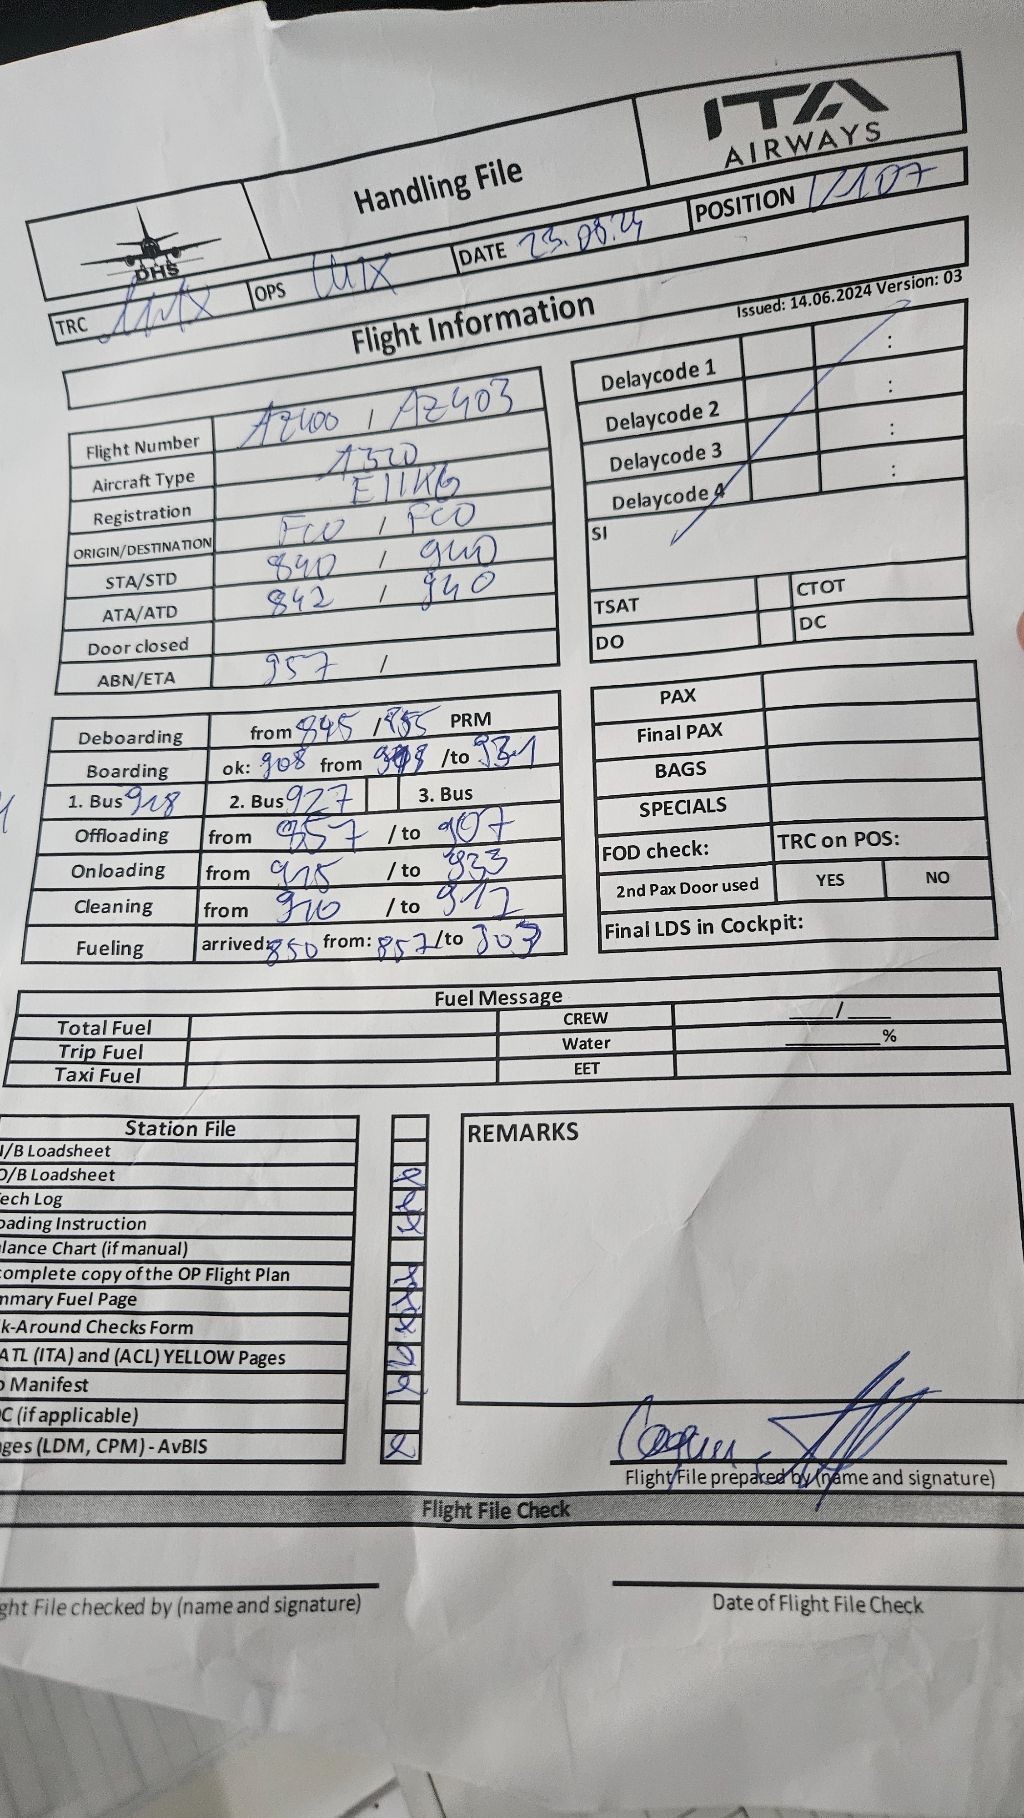 ITA
AIRWAYS
Handling File
DHS
TRC OPS DATE 23.08.24 POSITION V107
Flight Information
Issued: 14.06.2024 Version: 03
Flight Number AZ400 / AZ403
Aircraft Type A320
Registration EIIKG
ORIGIN/DESTINATION FCO / FCO
STA/STD 840 / 940
ATA/ATD 842 / 940
Door closed
ABN/ETA 957 /
Delaycode 1 :
Delaycode 2 :
Delaycode 3 :
Delaycode 4 :
SI
TSAT CTOT
DO DC
Deboarding from 845 / 855 PRM
Boarding ok: 908 from /to 931
1. Bus 918 2. Bus 927 3. Bus
Offloading from 857 / to 907
Onloading from 915 / to 933
Cleaning from 910 / to 917
Fueling arrived: 850 from: 857 /to 907
PAX
Final PAX
BAGS
SPECIALS
FOD check: TRC on POS:
2nd Pax Door used YES NO
Final LDS in Cockpit:
Fuel Message
Total Fuel CREW ____/____
Trip Fuel Water ________%
Taxi Fuel EET
Station File
I/B Loadsheet
O/B Loadsheet
ech Log
oading Instruction
lance Chart (if manual)
omplete copy of the OP Flight Plan
mmary Fuel Page
k-Around Checks Form
ATL (ITA) and (ACL) YELLOW Pages
o Manifest
C (if applicable)
ges (LDM, CPM) - AvBIS
REMARKS
Flight File prepared by (name and signature)
Flight File Check
ght File checked by (name and signature)
Date of Flight File Check